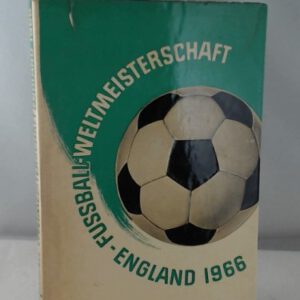 FUSSBALL-WELTMEISTERSCHAFT
- ENGLAND 1966